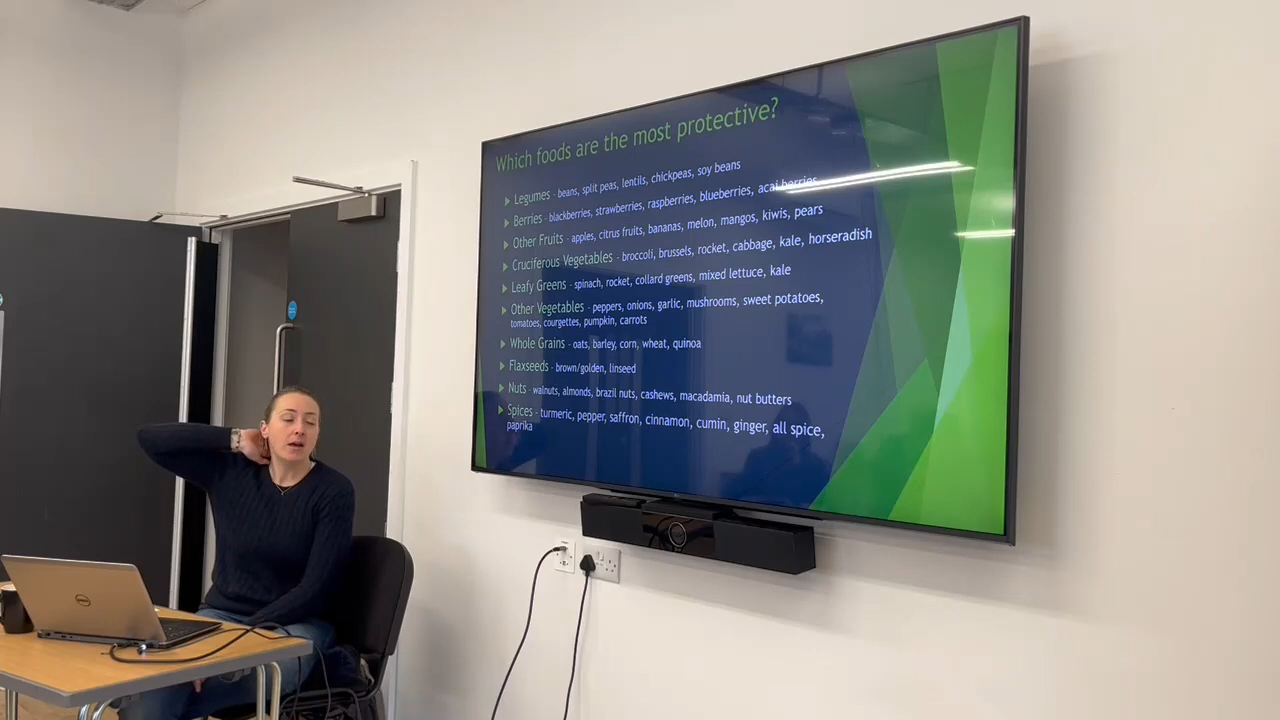 Which foods are the most protective?
Legumes - beans, split peas, lentils, chickpeas, soy beans
Berries - blackberries, strawberries, raspberries, blueberries, acai berries
Other Fruits - apples, citrus fruits, bananas, melon, mangos, kiwis, pears
Cruciferous Vegetables - broccoli, brussels, rocket, cabbage, kale, horseradish
Leafy Greens - spinach, rocket, collard greens, mixed lettuce, kale
Other Vegetables - peppers, onions, garlic, mushrooms, sweet potatoes,
tomatoes, courgettes, pumpkin, carrots
Whole Grains - oats, barley, corn, wheat, quinoa
Flaxseeds - brown/golden, linseed
Nuts - walnuts, almonds, brazil nuts, cashews, macadamia, nut butters
Spices - turmeric, pepper, saffron, cinnamon, cumin, ginger, all spice,
paprika
DELL